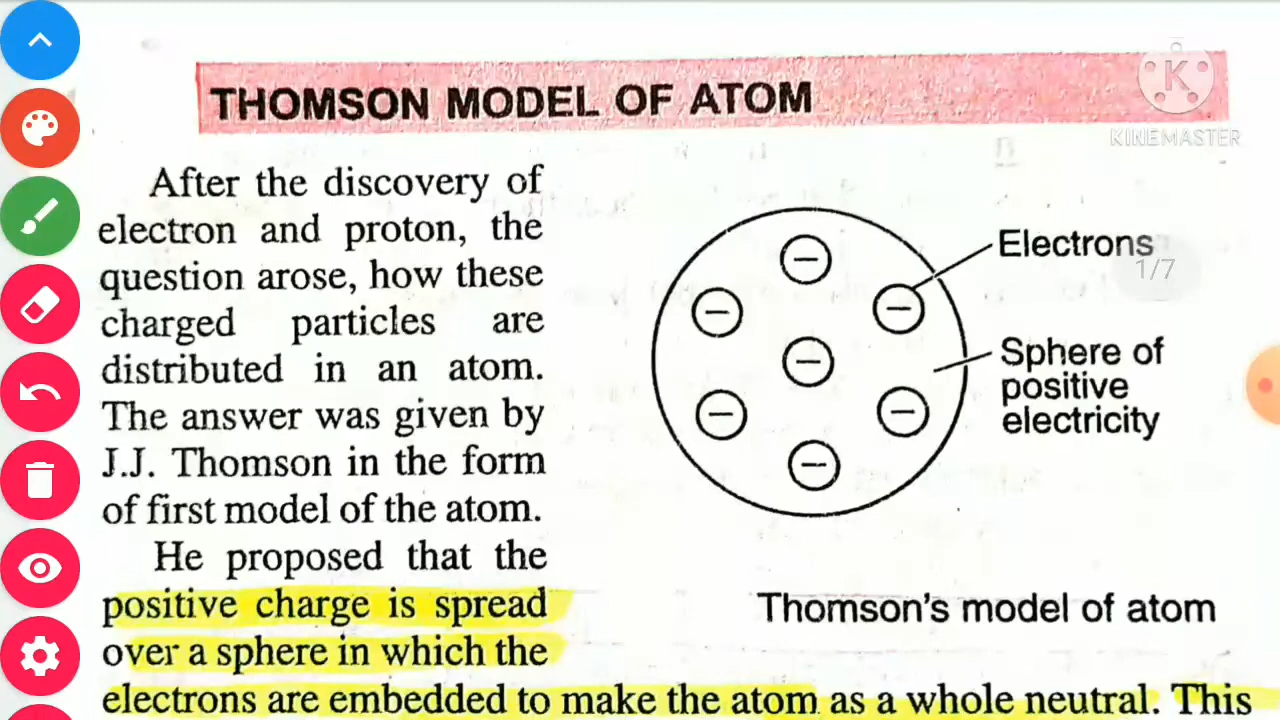 THOMSON MODEL OF ATOM
K
KINEMASTER
After the discovery of
electron and proton, the
question arose, how these
charged particles are
distributed in an atom.
The answer was given by
J.J. Thomson in the form
of first model of the atom.
He proposed that the
positive charge is spread
over a sphere in which the
electrons are embedded to make the atom as a whole neutral. This
Electrons
1/7
Sphere of
positive
electricity
Thomson's model of atom